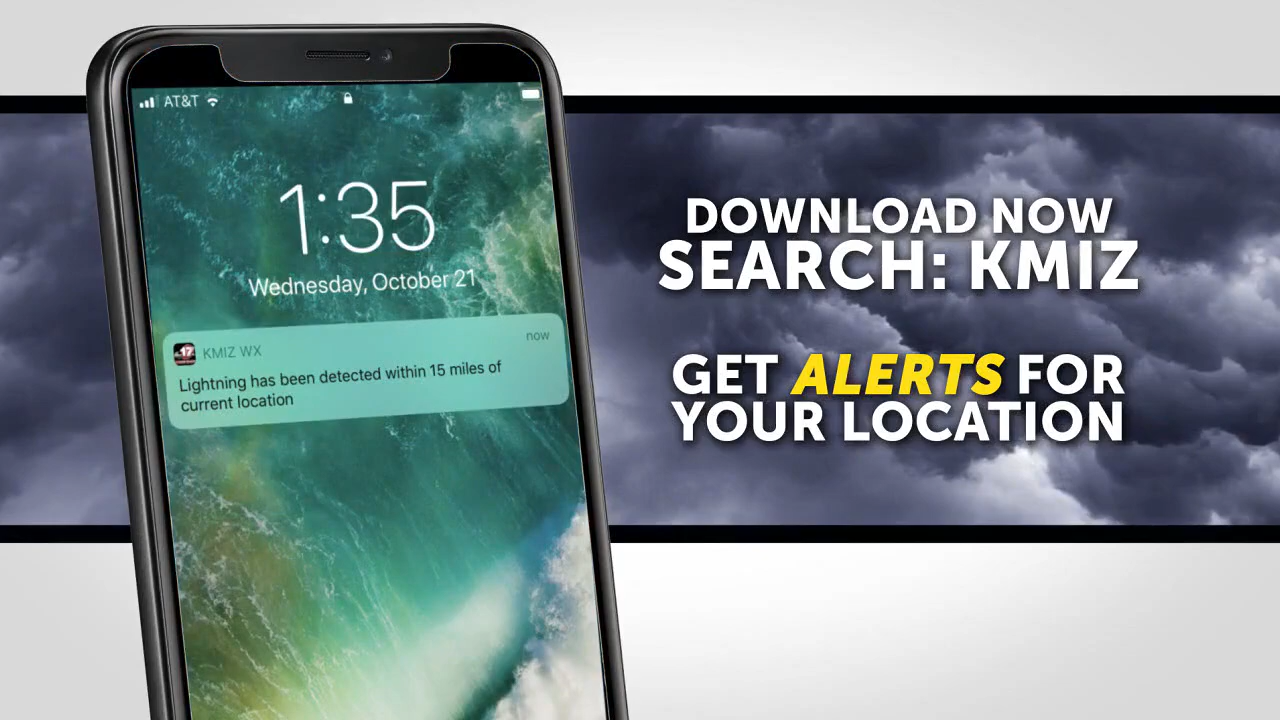 AT&T
1:35
Wednesday, October 21
17
KMIZ WX
now
Lightning has been detected within 15 miles of
current location
DOWNLOAD NOW
SEARCH: KMIZ
GET ALERTS FOR
YOUR LOCATION